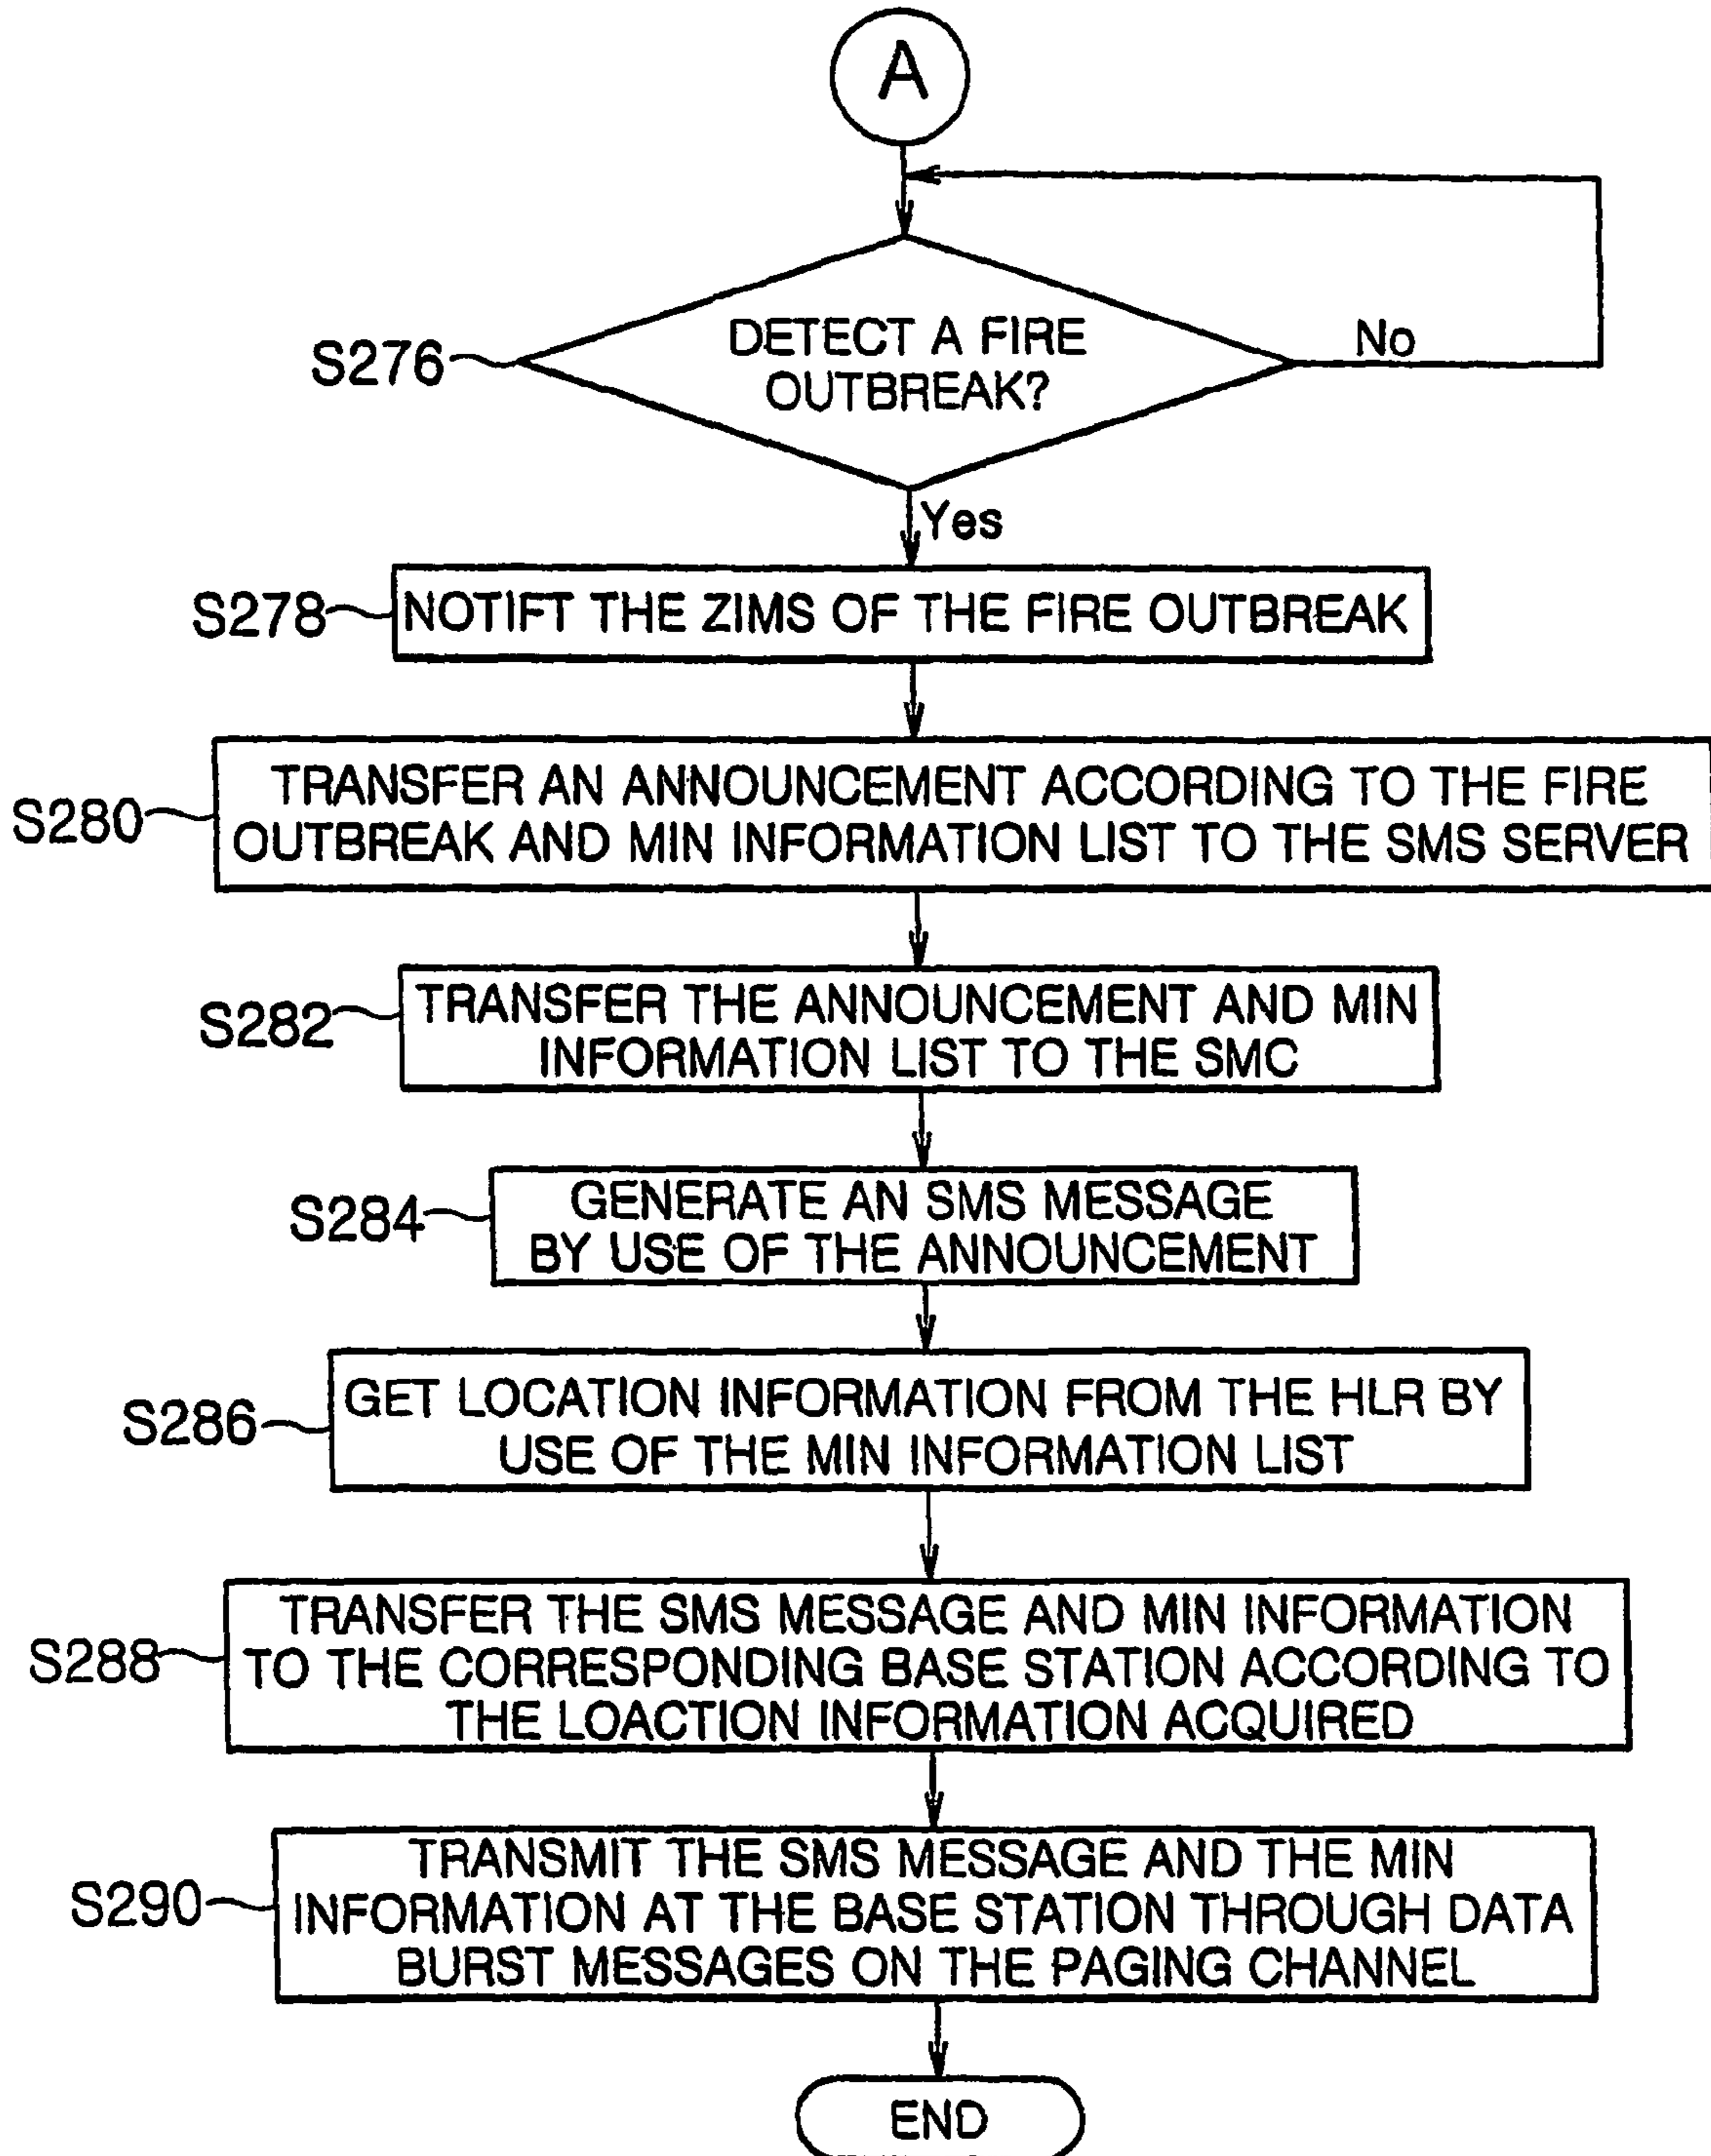 A
S276
DETECT A FIRE
OUTBREAK?
No
Yes
S278
NOTIFT THE ZIMS OF THE FIRE OUTBREAK
S280
TRANSFER AN ANNOUNCEMENT ACCORDING TO THE FIRE
OUTBREAK AND MIN INFORMATION LIST TO THE SMS SERVER
S282
TRANSFER THE ANNOUNCEMENT AND MIN
INFORMATION LIST TO THE SMC
S284
GENERATE AN SMS MESSAGE
BY USE OF THE ANNOUNCEMENT
S286
GET LOCATION INFORMATION FROM THE HLR BY
USE OF THE MIN INFORMATION LIST
S288
TRANSFER THE SMS MESSAGE AND MIN INFORMATION
TO THE CORRESPONDING BASE STATION ACCORDING TO
THE LOACTION INFORMATION ACQUIRED
S290
TRANSMIT THE SMS MESSAGE AND THE MIN
INFORMATION AT THE BASE STATION THROUGH DATA
BURST MESSAGES ON THE PAGING CHANNEL
END